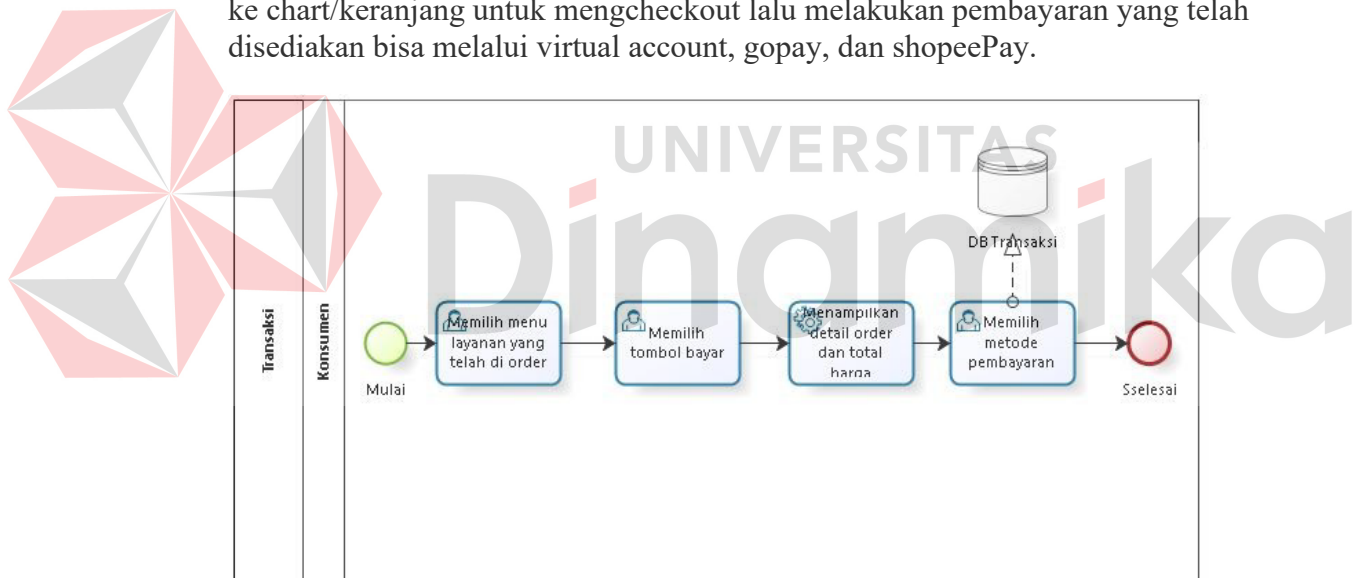 ke chart/keranjang untuk mengcheckout lalu melakukan pembayaran yang telah
disediakan bisa melalui virtual account, gopay, dan shopeePay.
UNIVERSITAS
Dinamika
DB Transaksi
Transaksi
Konsumen
Mulai
Memilih menu
layanan yang
telah di order
Memilih
tombol bayar
Menampilkan
detail order
dan total
harga
Memilih
metode
pembayaran
Sselesai